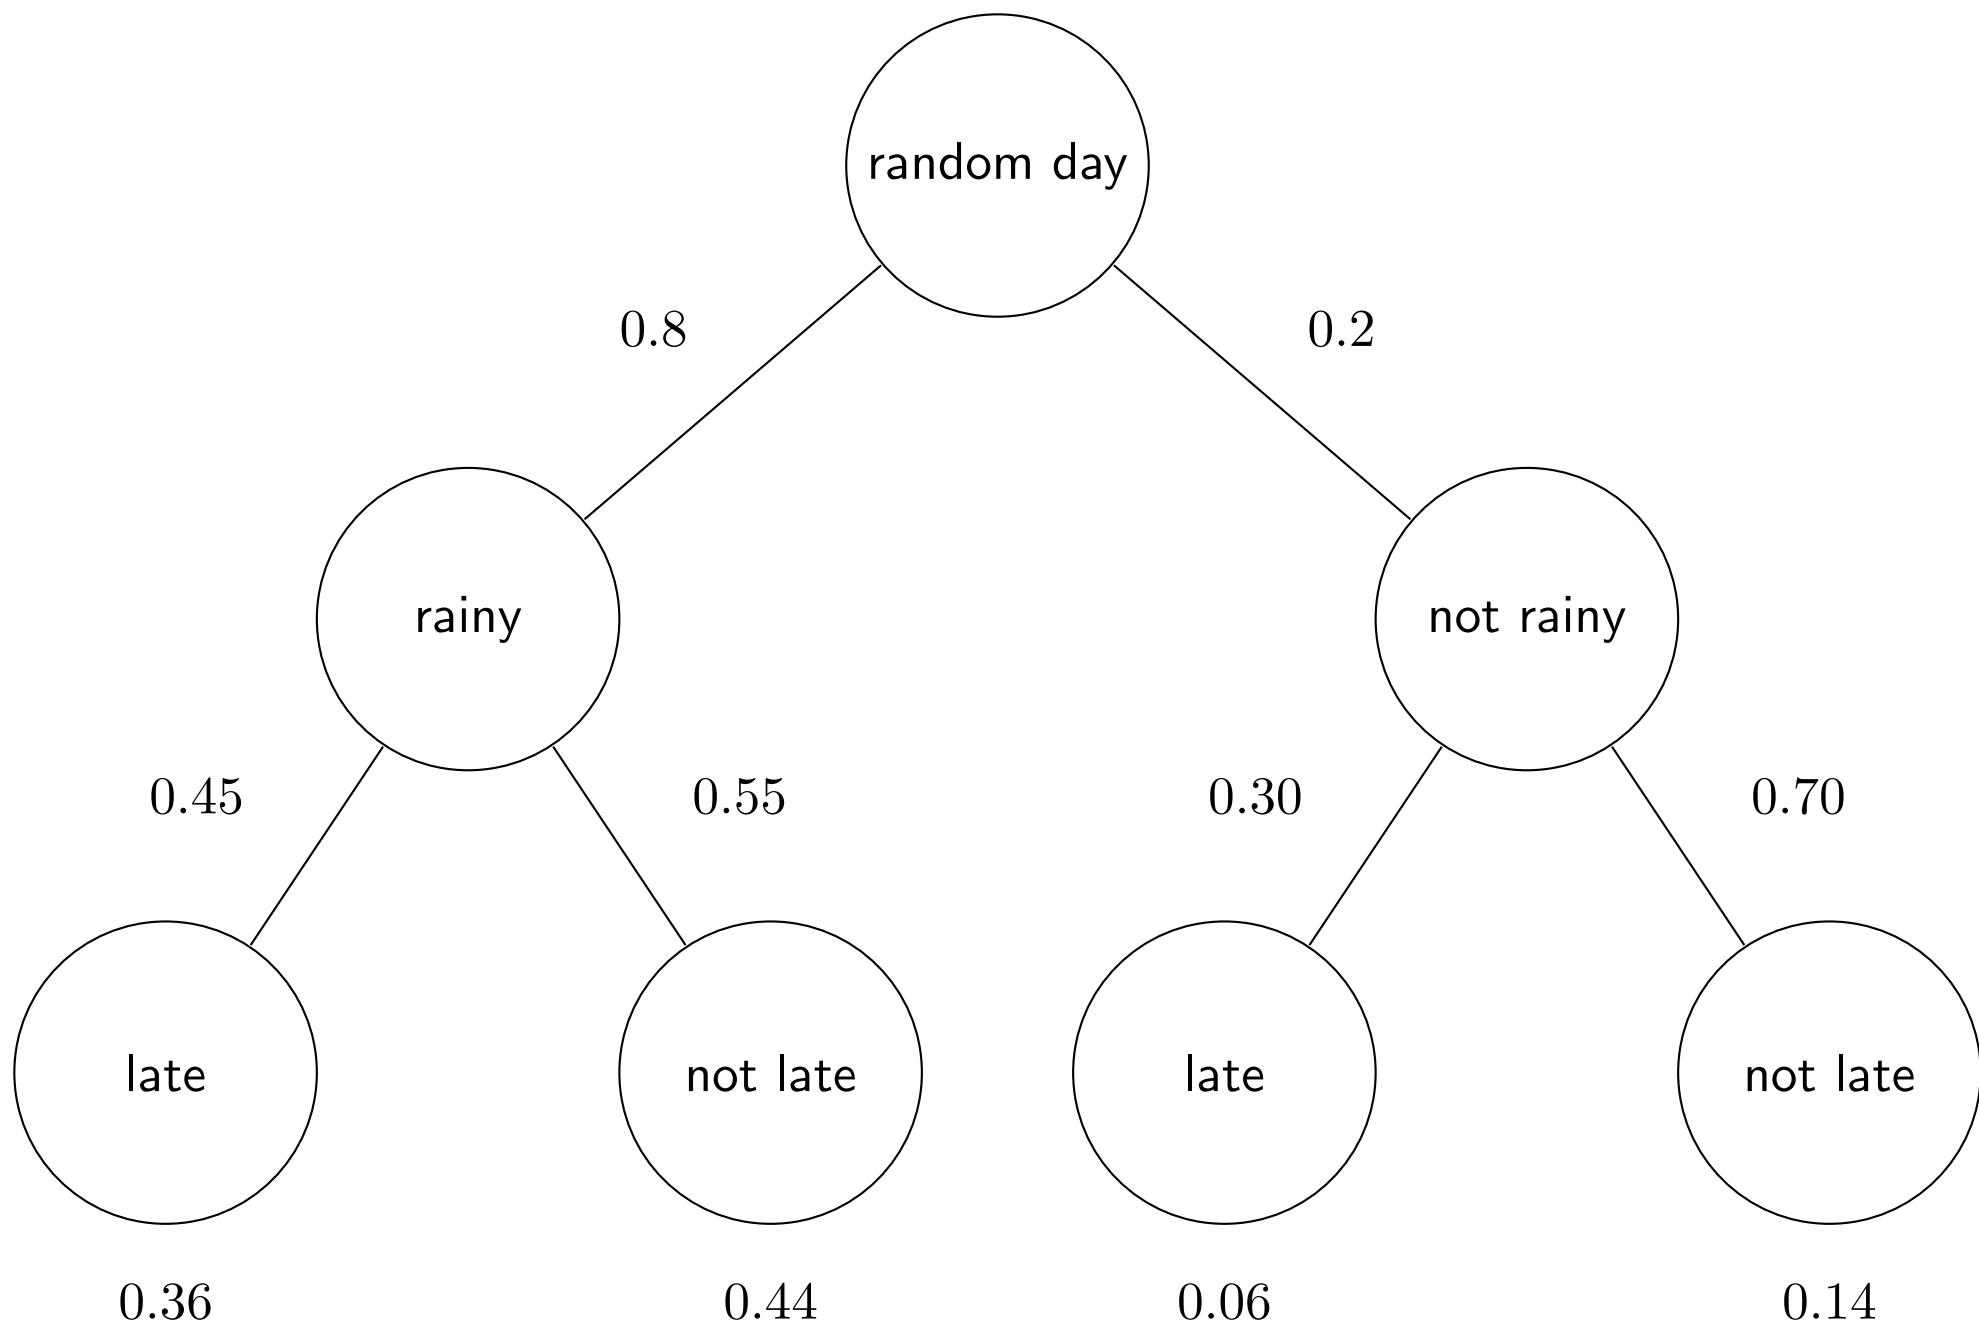 random day
0.8 0.2
rainy not rainy
0.45 0.55 0.30 0.70
late not late late not late
0.36 0.44 0.06 0.14